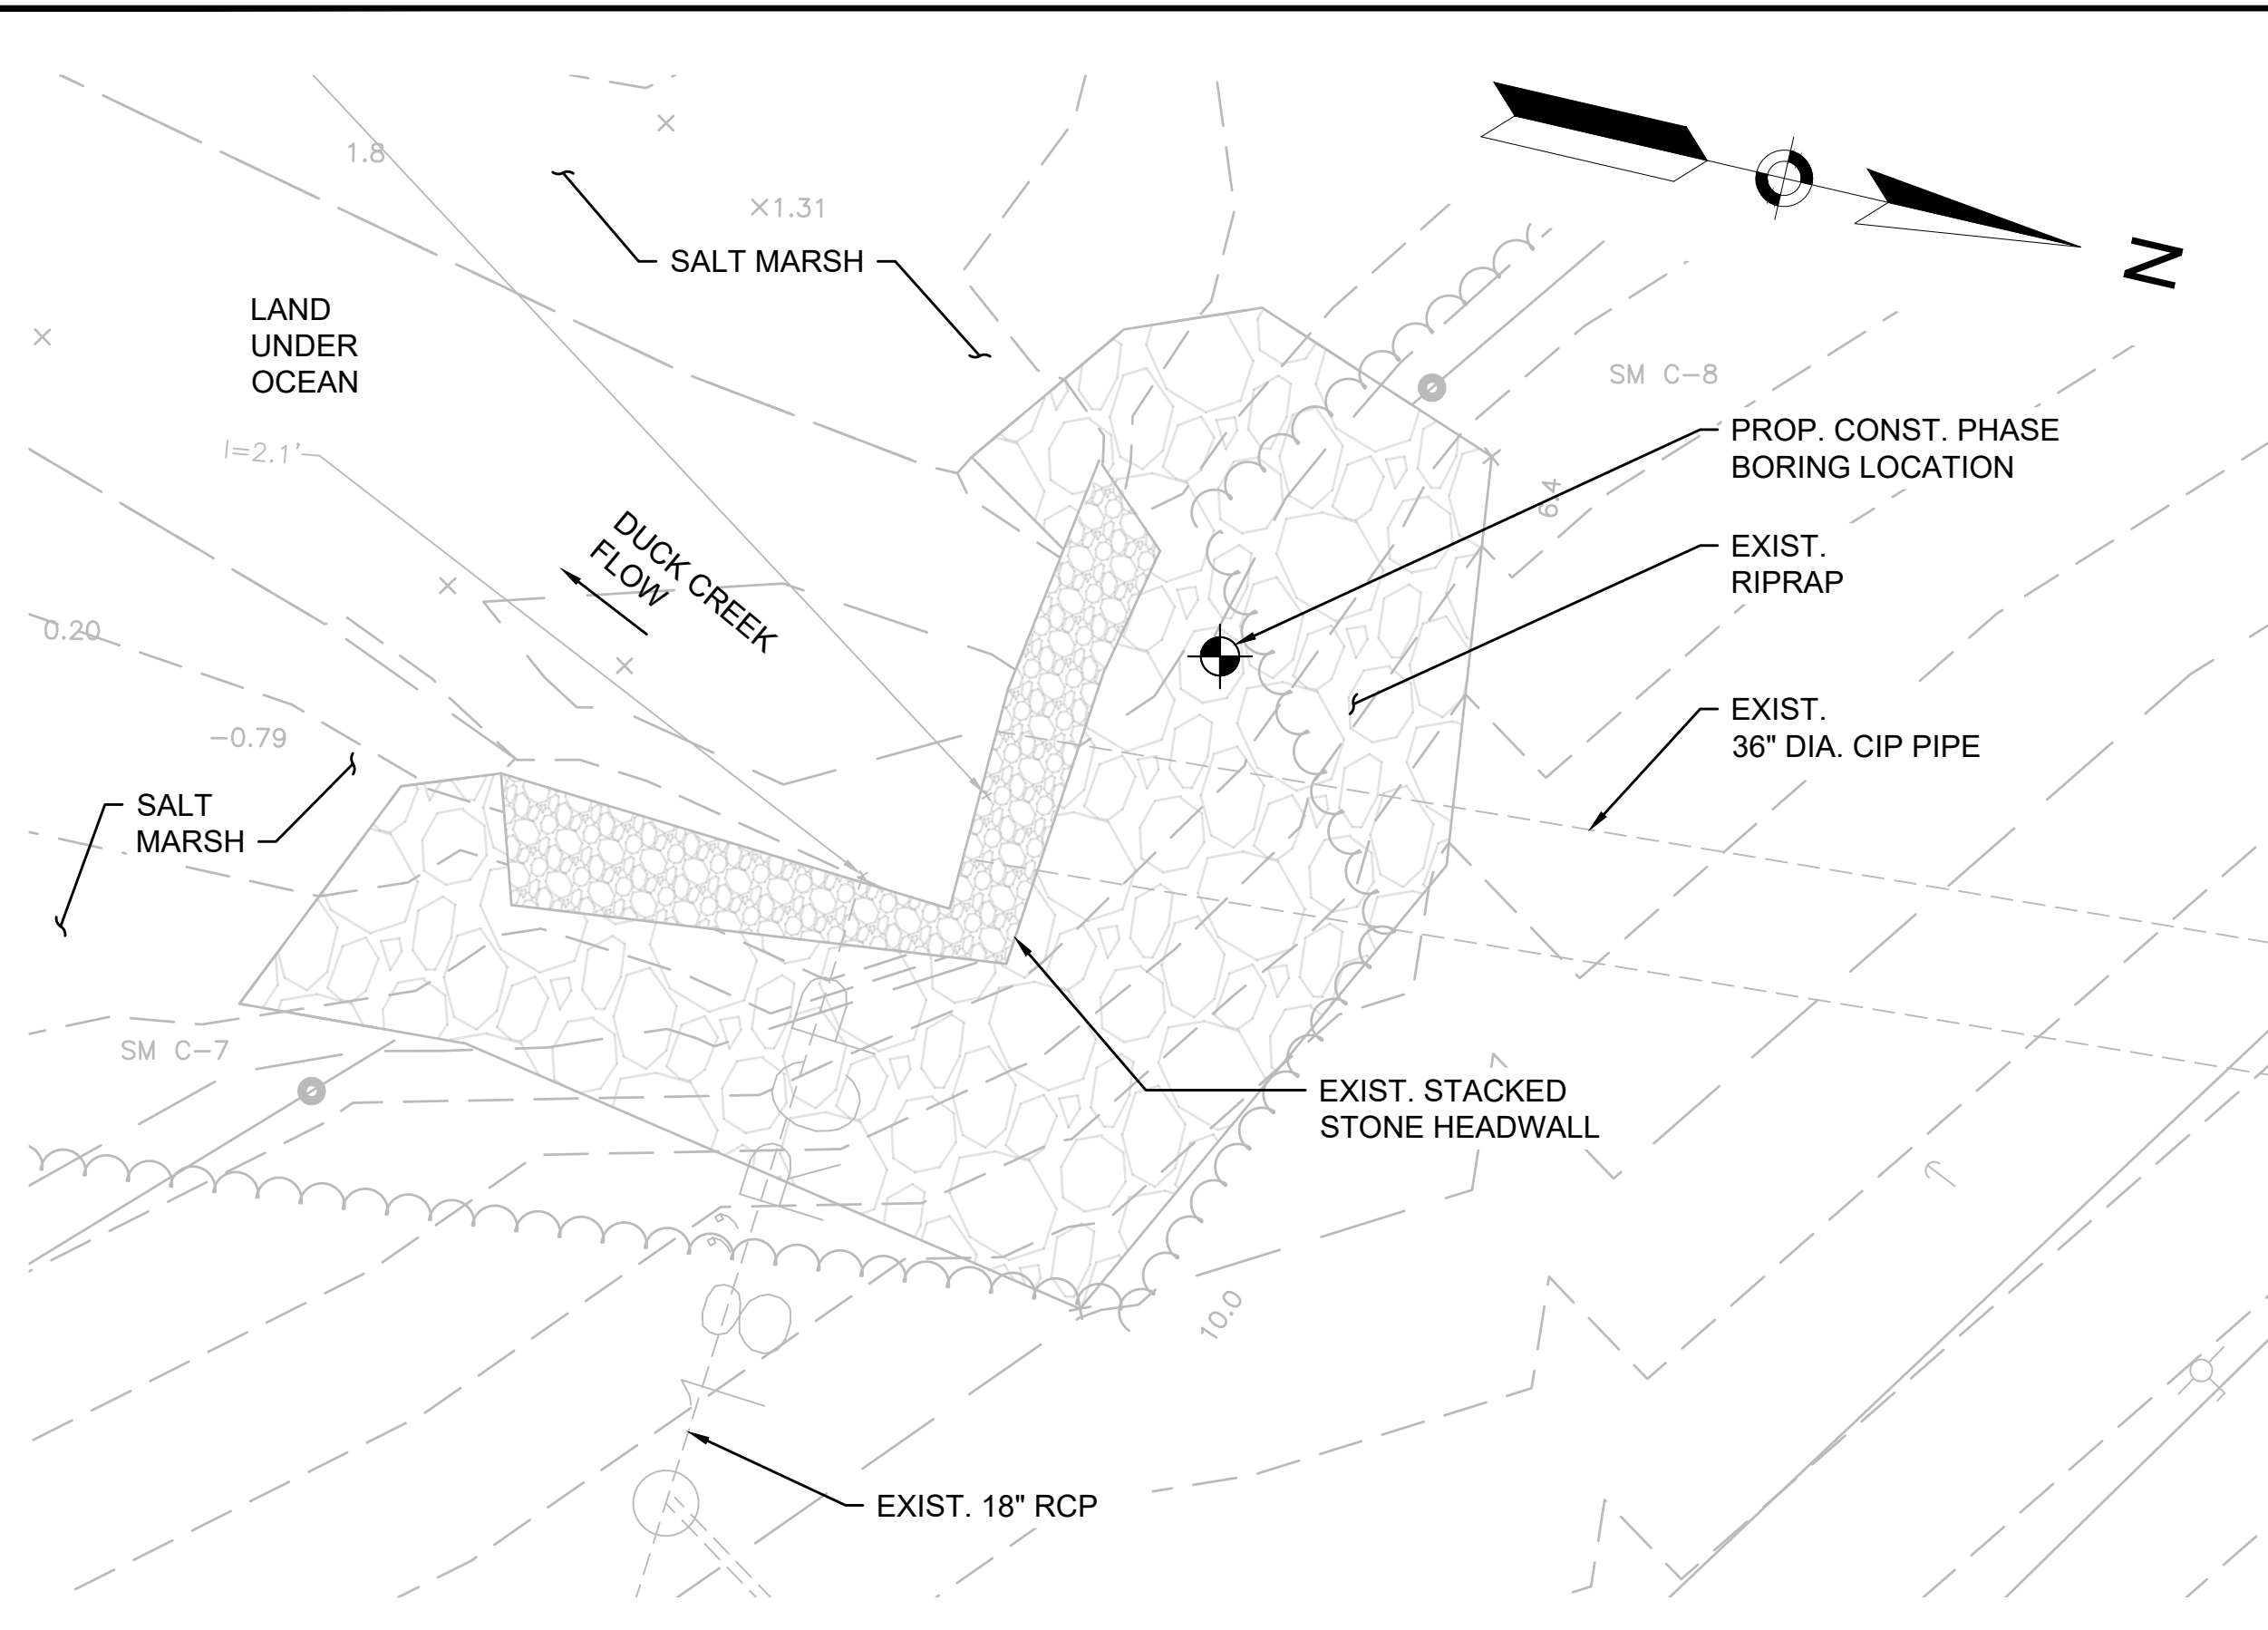 1.8
×1.31
SALT MARSH
N
LAND
UNDER
OCEAN
SM C-8
PROP. CONST. PHASE
BORING LOCATION
I=2.1'
6.4
DUCK CREEK
FLOW
EXIST.
RIPRAP
0.20
-0.79
EXIST.
36" DIA. CIP PIPE
SALT
MARSH
SM C-7
EXIST. STACKED
STONE HEADWALL
10.0
EXIST. 18" RCP